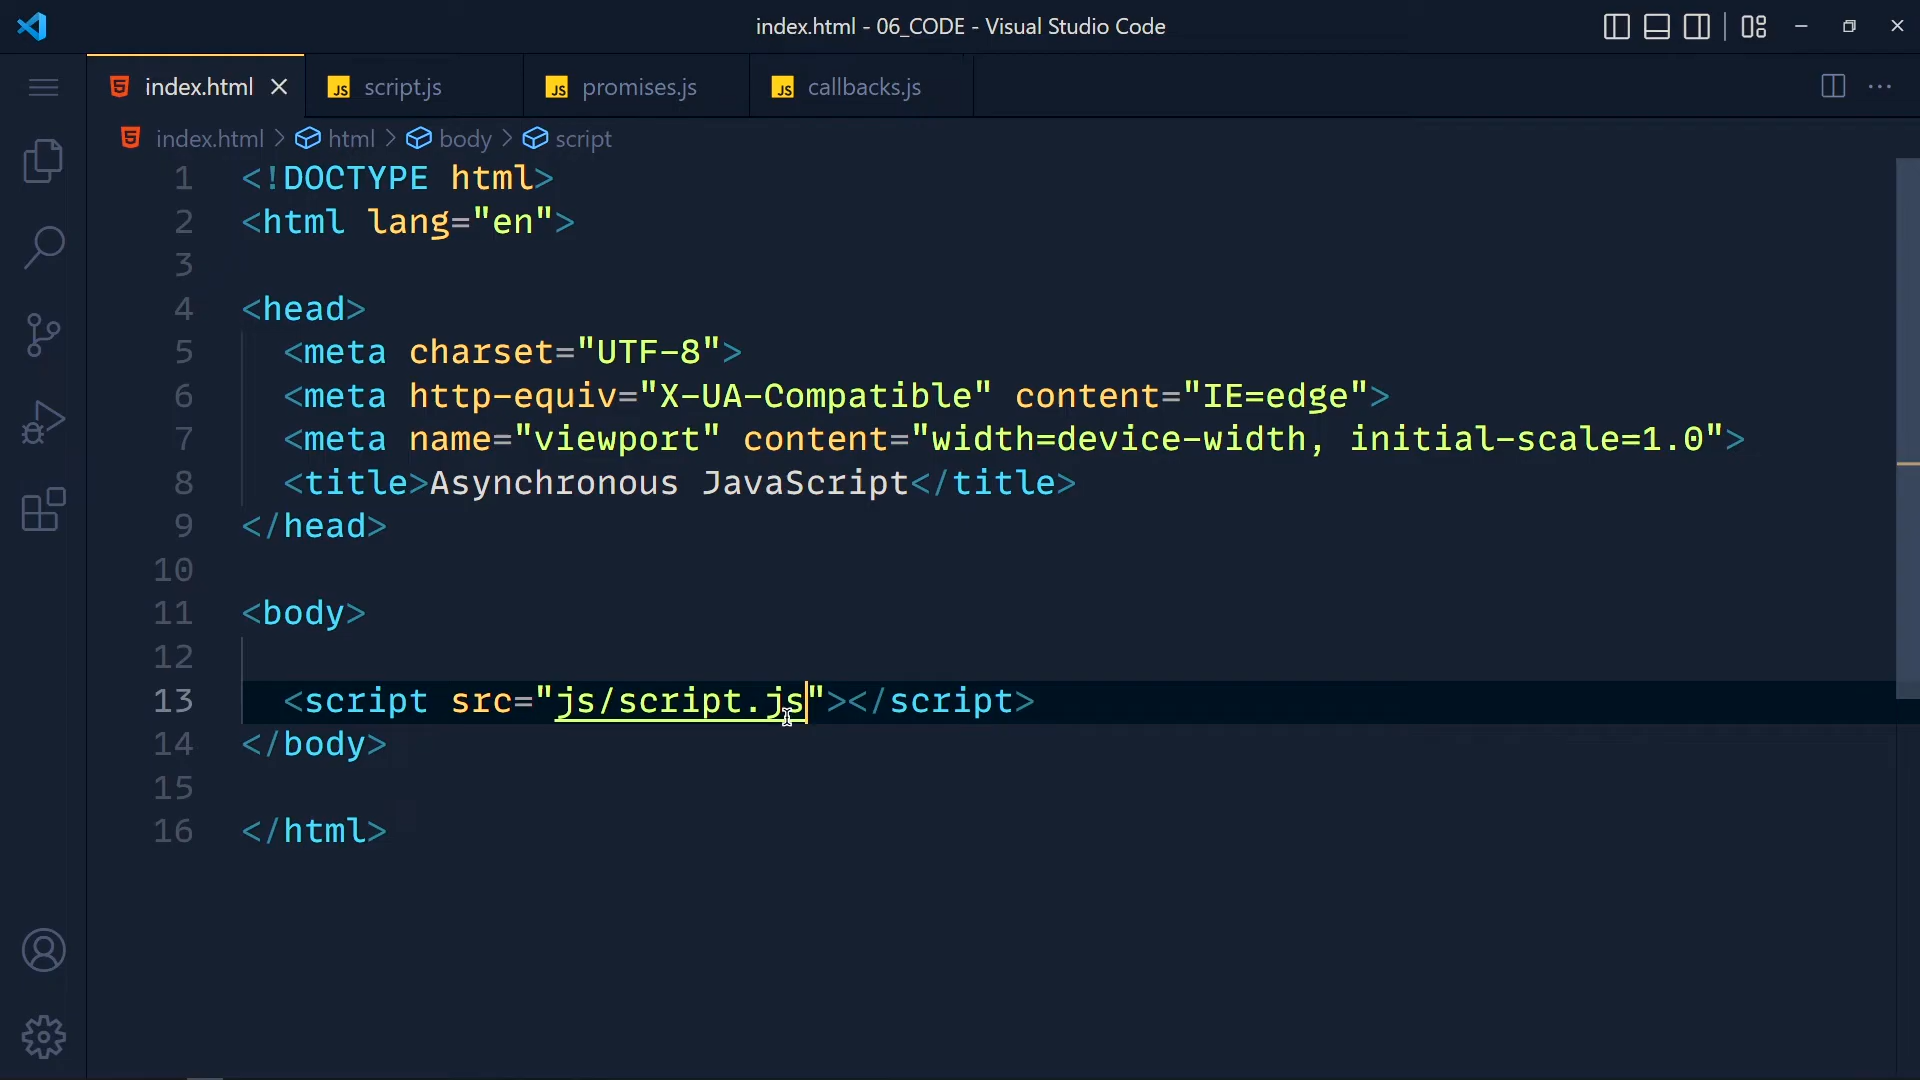 index.html - 06_CODE - Visual Studio Code
index.html
JS script.js
JS promises.js
JS callbacks.js
index.html > html > body > script
1 <!DOCTYPE html>
2 <html lang="en">
3
4 <head>
5 <meta charset="UTF-8">
6 <meta http-equiv="X-UA-Compatible" content="IE=edge">
7 <meta name="viewport" content="width=device-width, initial-scale=1.0">
8 <title>Asynchronous JavaScript</title>
9 </head>
10
11 <body>
12
13 <script src="js/script.js"></script>
14 </body>
15
16 </html>